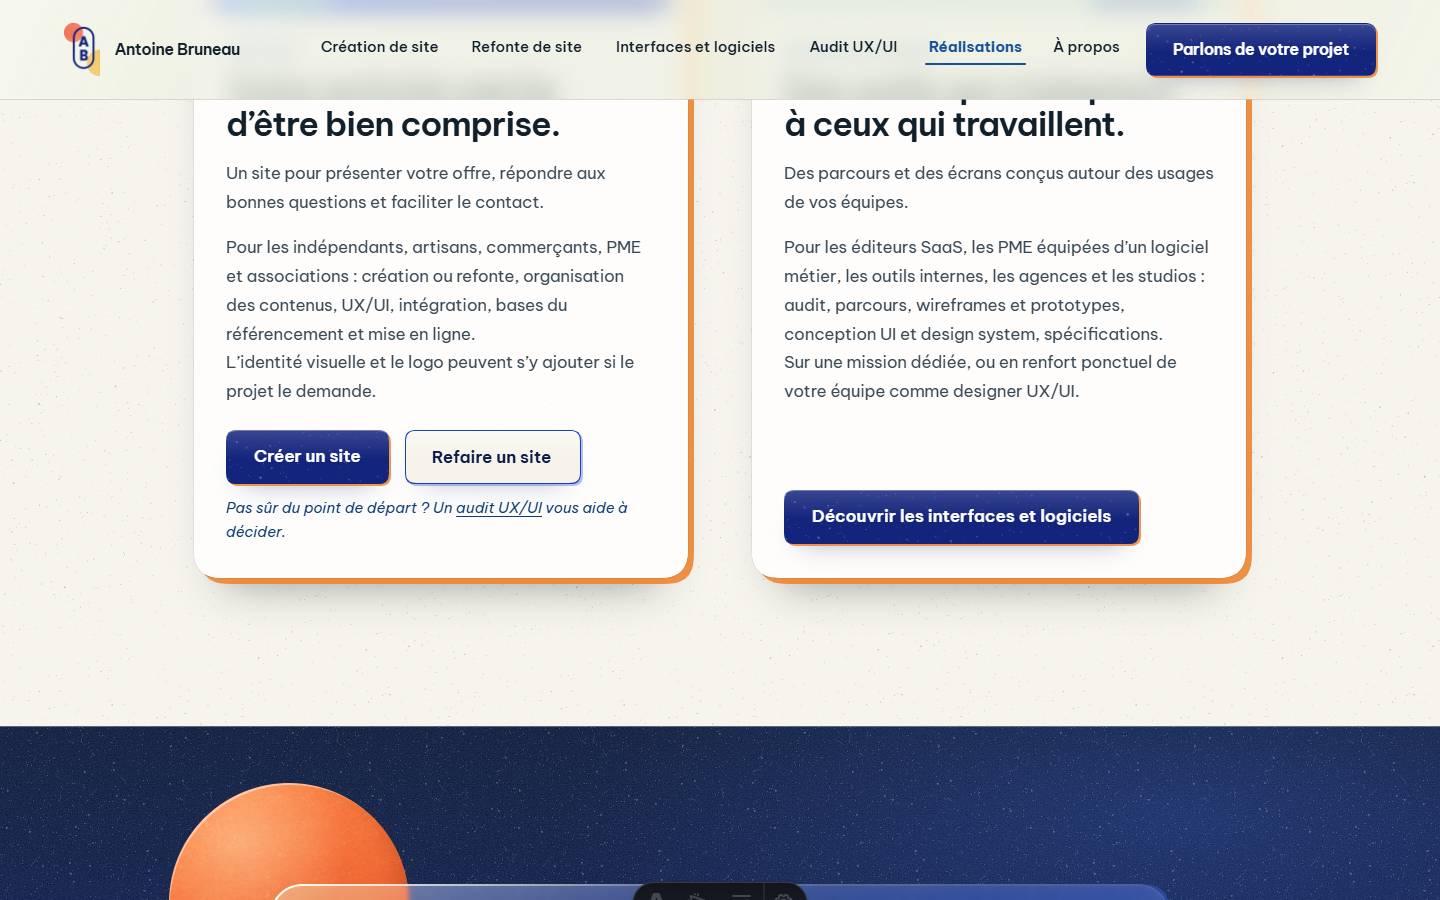 A
B
Antoine Bruneau
Création de site
Refonte de site
Interfaces et logiciels
Audit UX/UI
Réalisations
À propos
Parlons de votre projet
d’être bien comprise.
Un site pour présenter votre offre, répondre aux
bonnes questions et faciliter le contact.
Pour les indépendants, artisans, commerçants, PME
et associations : création ou refonte, organisation
des contenus, UX/UI, intégration, bases du
référencement et mise en ligne.
L’identité visuelle et le logo peuvent s’y ajouter si le
projet le demande.
Créer un site
Refaire un site
Pas sûr du point de départ ? Un audit UX/UI vous aide à
décider.
à ceux qui travaillent.
Des parcours et des écrans conçus autour des usages
de vos équipes.
Pour les éditeurs SaaS, les PME équipées d’un logiciel
métier, les outils internes, les agences et les studios :
audit, parcours, wireframes et prototypes,
conception UI et design system, spécifications.
Sur une mission dédiée, ou en renfort ponctuel de
votre équipe comme designer UX/UI.
Découvrir les interfaces et logiciels